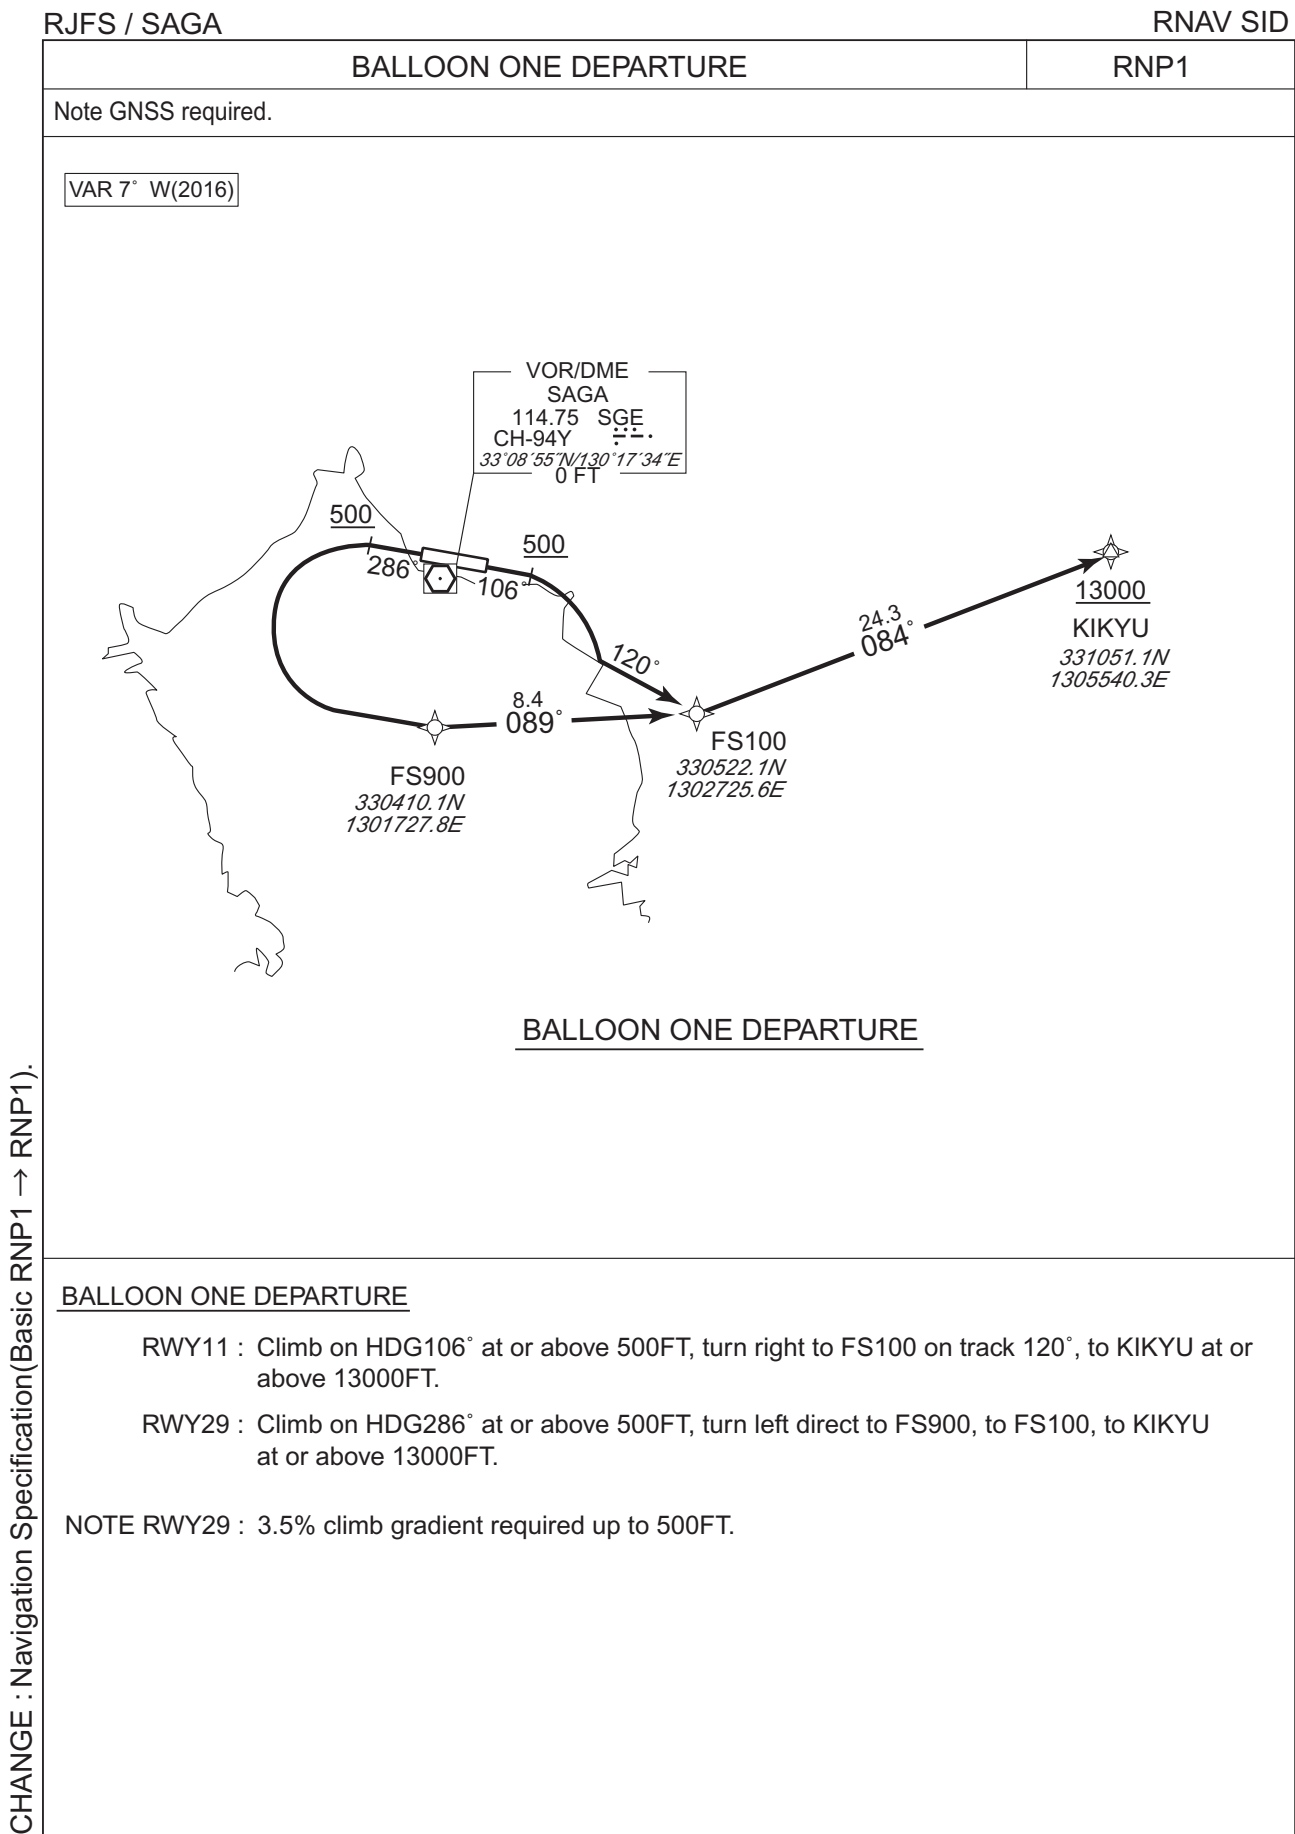 RJFS / SAGA
RNAV SID
BALLOON ONE DEPARTURE
RNP1
Note GNSS required.
VAR 7° W(2016)
VOR/DME
SAGA
114.75 SGE
CH-94Y
33°08´55˝N/130°17´34˝E
0 FT
500
286°
500
106°
120°
24.3
084°
13000
KIKYU
331051.1N
1305540.3E
8.4
089°
FS100
330522.1N
1302725.6E
FS900
330410.1N
1301727.8E
BALLOON ONE DEPARTURE
CHANGE : Navigation Specification(Basic RNP1 → RNP1).
BALLOON ONE DEPARTURE
RWY11 : Climb on HDG106° at or above 500FT, turn right to FS100 on track 120°, to KIKYU at or
above 13000FT.
RWY29 : Climb on HDG286° at or above 500FT, turn left direct to FS900, to FS100, to KIKYU
at or above 13000FT.
NOTE RWY29 : 3.5% climb gradient required up to 500FT.